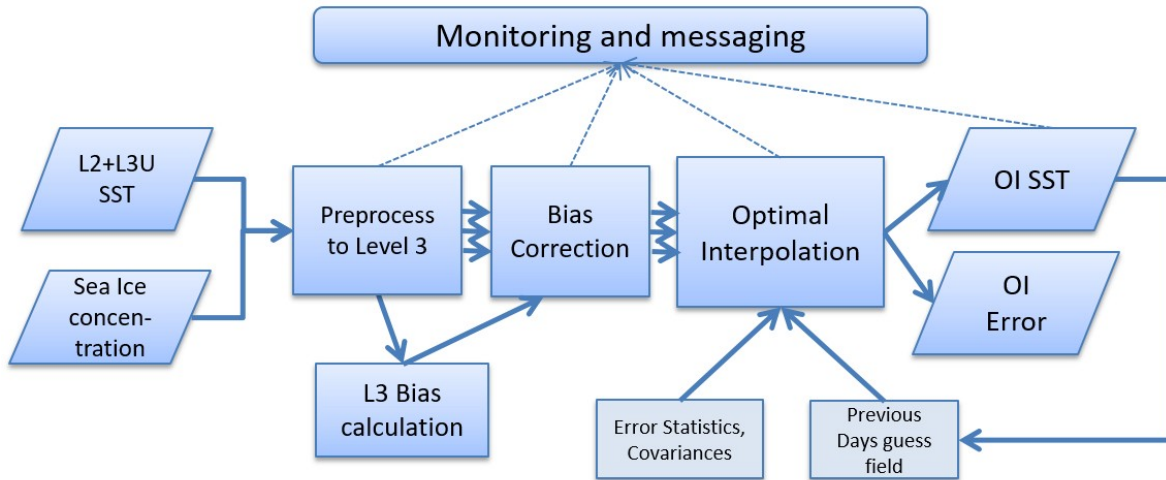 Monitoring and messaging
L2+L3U
SST
Sea Ice
concen-
tration
Preprocess
to Level 3
L3 Bias
calculation
Bias
Correction
Optimal
Interpolation
Error Statistics,
Covariances
Previous
Days guess
field
OI SST
OI
Error